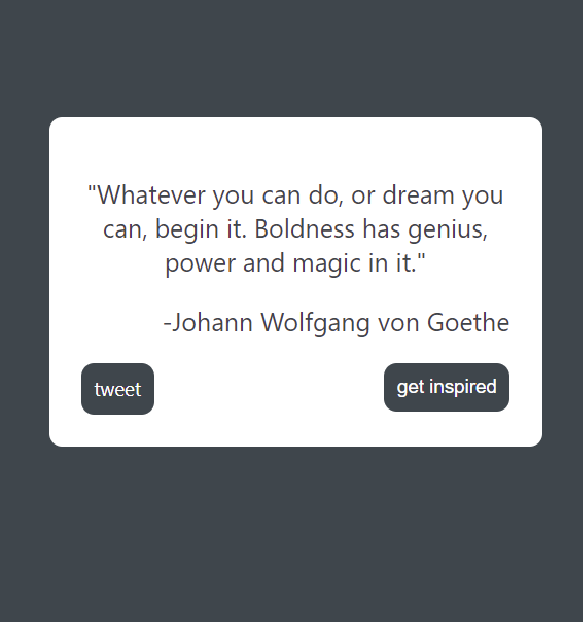 "Whatever you can do, or dream you
can, begin it. Boldness has genius,
power and magic in it."
-Johann Wolfgang von Goethe
tweet
get inspired